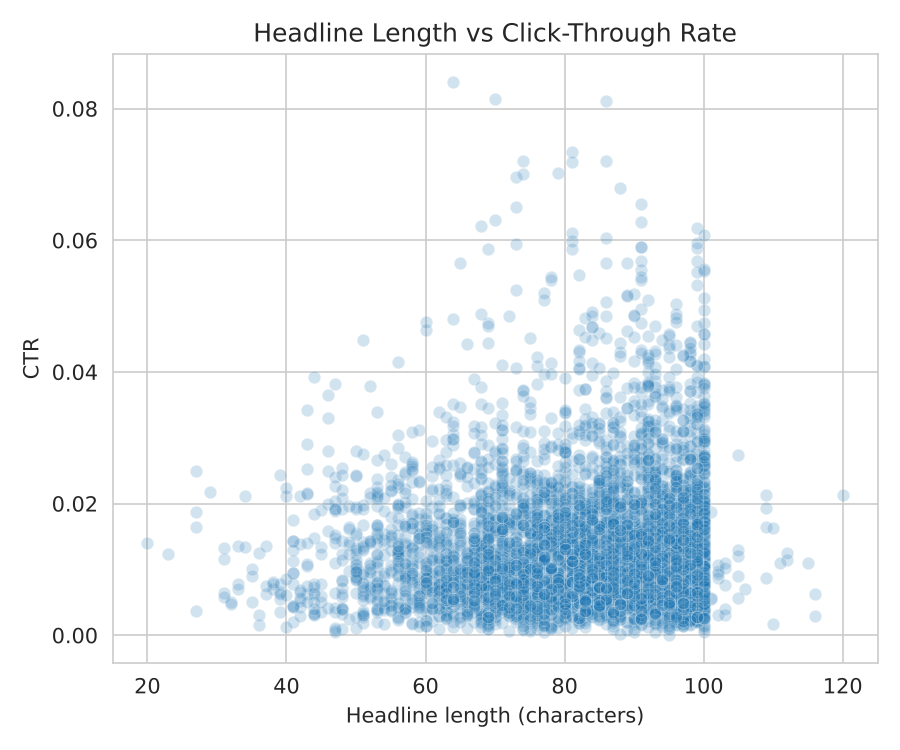 Headline Length vs Click-Through Rate
0.08
0.06
0.04
0.02
0.00
CTR
20 40 60 80 100 120
Headline length (characters)